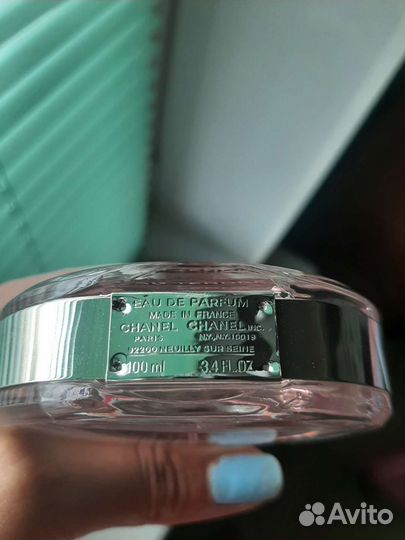 EAU DE PARFUM
MADE IN FRANCE
CHANEL CHANEL INC.
PARIS NY, N.Y. 10019
92200 NEUILLY SUR SEINE
100 ml 3.4 FL.OZ
Avito